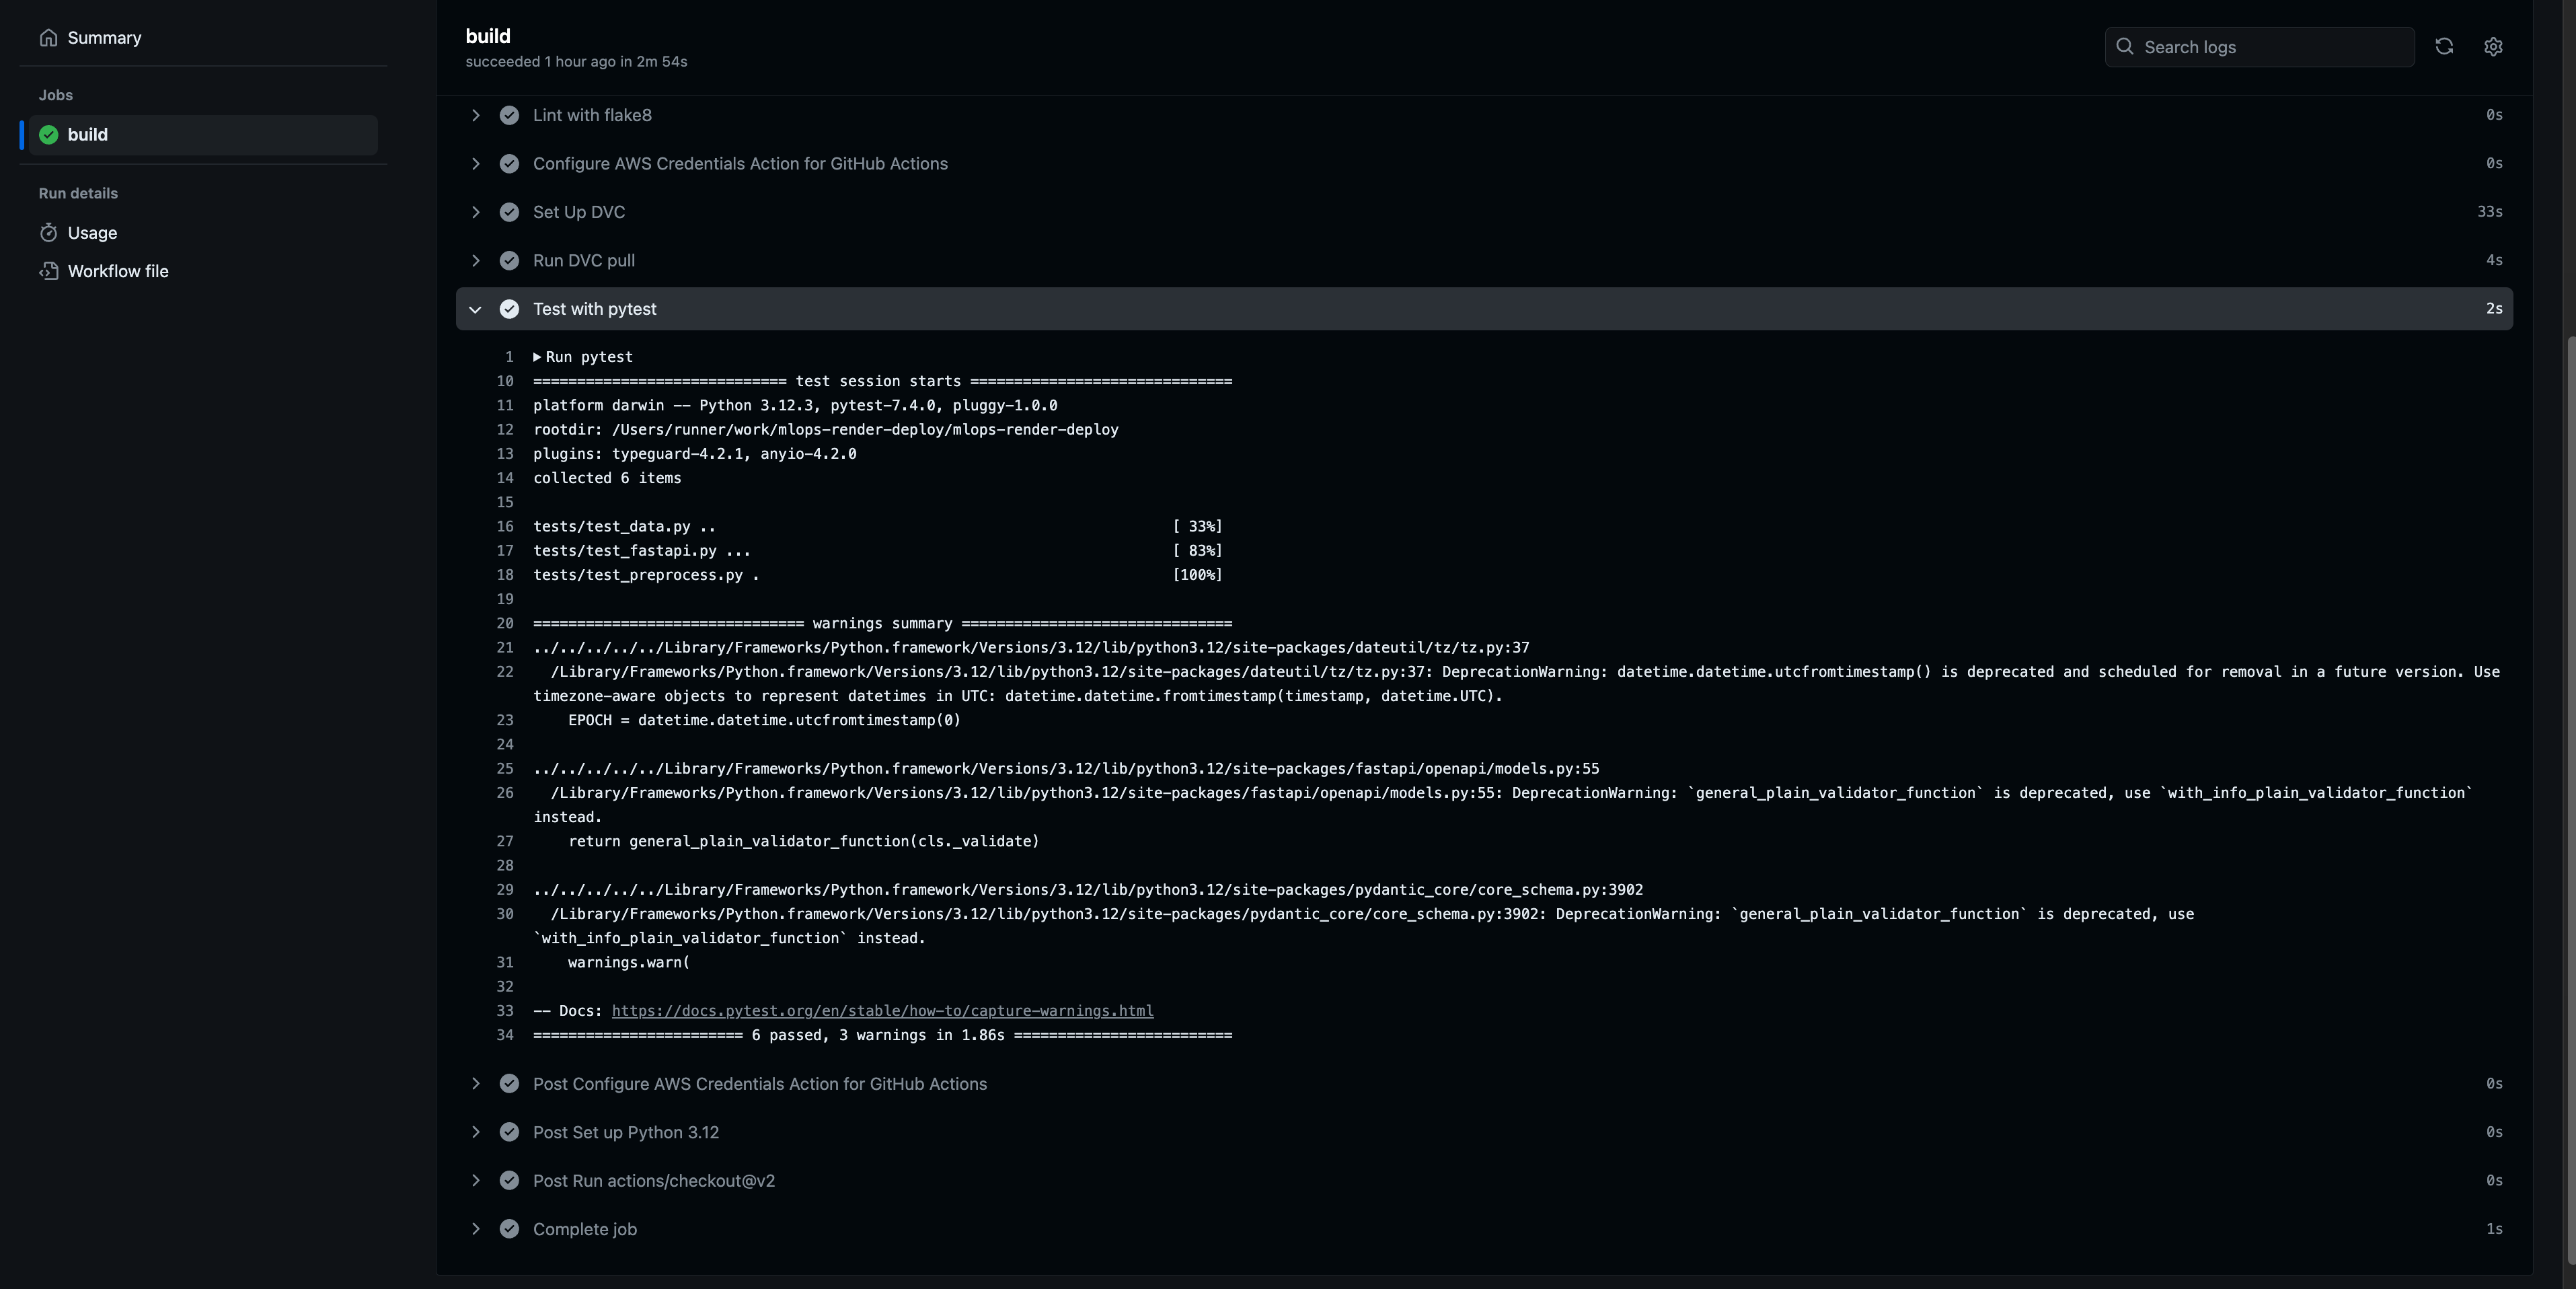 Summary
Jobs
build
Run details
Usage
Workflow file
build
succeeded 1 hour ago in 2m 54s
Search logs
Lint with flake8 0s
Configure AWS Credentials Action for GitHub Actions 0s
Set Up DVC 33s
Run DVC pull 4s
Test with pytest 2s
1 Run pytest
10 ============================= test session starts ==============================
11 platform darwin -- Python 3.12.3, pytest-7.4.0, pluggy-1.0.0
12 rootdir: /Users/runner/work/mlops-render-deploy/mlops-render-deploy
13 plugins: typeguard-4.2.1, anyio-4.2.0
14 collected 6 items
15
16 tests/test_data.py .. [ 33%]
17 tests/test_fastapi.py ... [ 83%]
18 tests/test_preprocess.py . [100%]
19
20 =============================== warnings summary ===============================
21 ../../../../../Library/Frameworks/Python.framework/Versions/3.12/lib/python3.12/site-packages/dateutil/tz/tz.py:37
22 /Library/Frameworks/Python.framework/Versions/3.12/lib/python3.12/site-packages/dateutil/tz/tz.py:37: DeprecationWarning: datetime.datetime.utcfromtimestamp() is deprecated and scheduled for removal in a future version. Use
timezone-aware objects to represent datetimes in UTC: datetime.datetime.fromtimestamp(timestamp, datetime.UTC).
23 EPOCH = datetime.datetime.utcfromtimestamp(0)
24
25 ../../../../../Library/Frameworks/Python.framework/Versions/3.12/lib/python3.12/site-packages/fastapi/openapi/models.py:55
26 /Library/Frameworks/Python.framework/Versions/3.12/lib/python3.12/site-packages/fastapi/openapi/models.py:55: DeprecationWarning: `general_plain_validator_function` is deprecated, use `with_info_plain_validator_function`
instead.
27 return general_plain_validator_function(cls._validate)
28
29 ../../../../../Library/Frameworks/Python.framework/Versions/3.12/lib/python3.12/site-packages/pydantic_core/core_schema.py:3902
30 /Library/Frameworks/Python.framework/Versions/3.12/lib/python3.12/site-packages/pydantic_core/core_schema.py:3902: DeprecationWarning: `general_plain_validator_function` is deprecated, use
`with_info_plain_validator_function` instead.
31 warnings.warn(
32
33 -- Docs: https://docs.pytest.org/en/stable/how-to/capture-warnings.html
34 ======================== 6 passed, 3 warnings in 1.86s =========================
Post Configure AWS Credentials Action for GitHub Actions 0s
Post Set up Python 3.12 0s
Post Run actions/checkout@v2 0s
Complete job 1s